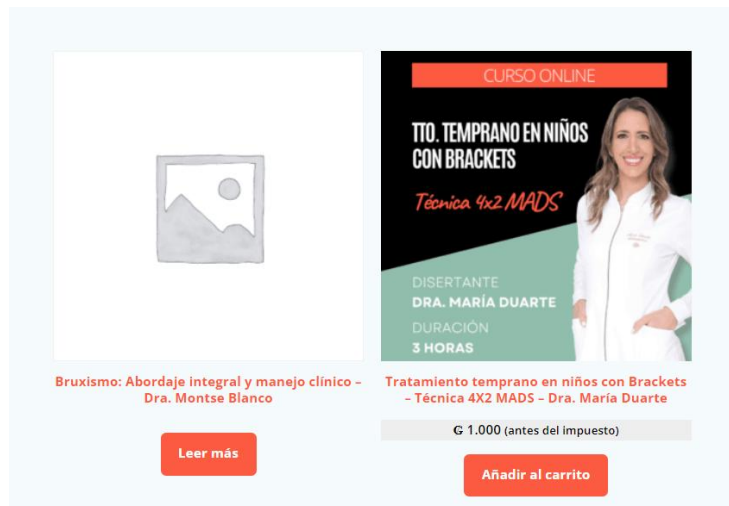 CURSO ONLINE
TTO. TEMPRANO EN NIÑOS
CON BRACKETS
Técnica 4x2 MADS
DISERTANTE
DRA. MARÍA DUARTE
DURACIÓN
3 HORAS
Bruxismo: Abordaje integral y manejo clínico –
Dra. Montse Blanco
Leer más
Tratamiento temprano en niños con Brackets
– Técnica 4X2 MADS – Dra. María Duarte
₲ 1.000 (antes del impuesto)
Añadir al carrito